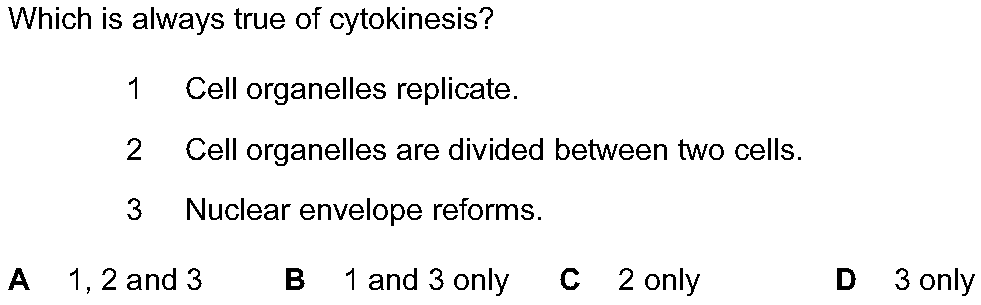 Which is always true of cytokinesis?
1 Cell organelles replicate.
2 Cell organelles are divided between two cells.
3 Nuclear envelope reforms.
A 1, 2 and 3 B 1 and 3 only C 2 only D 3 only